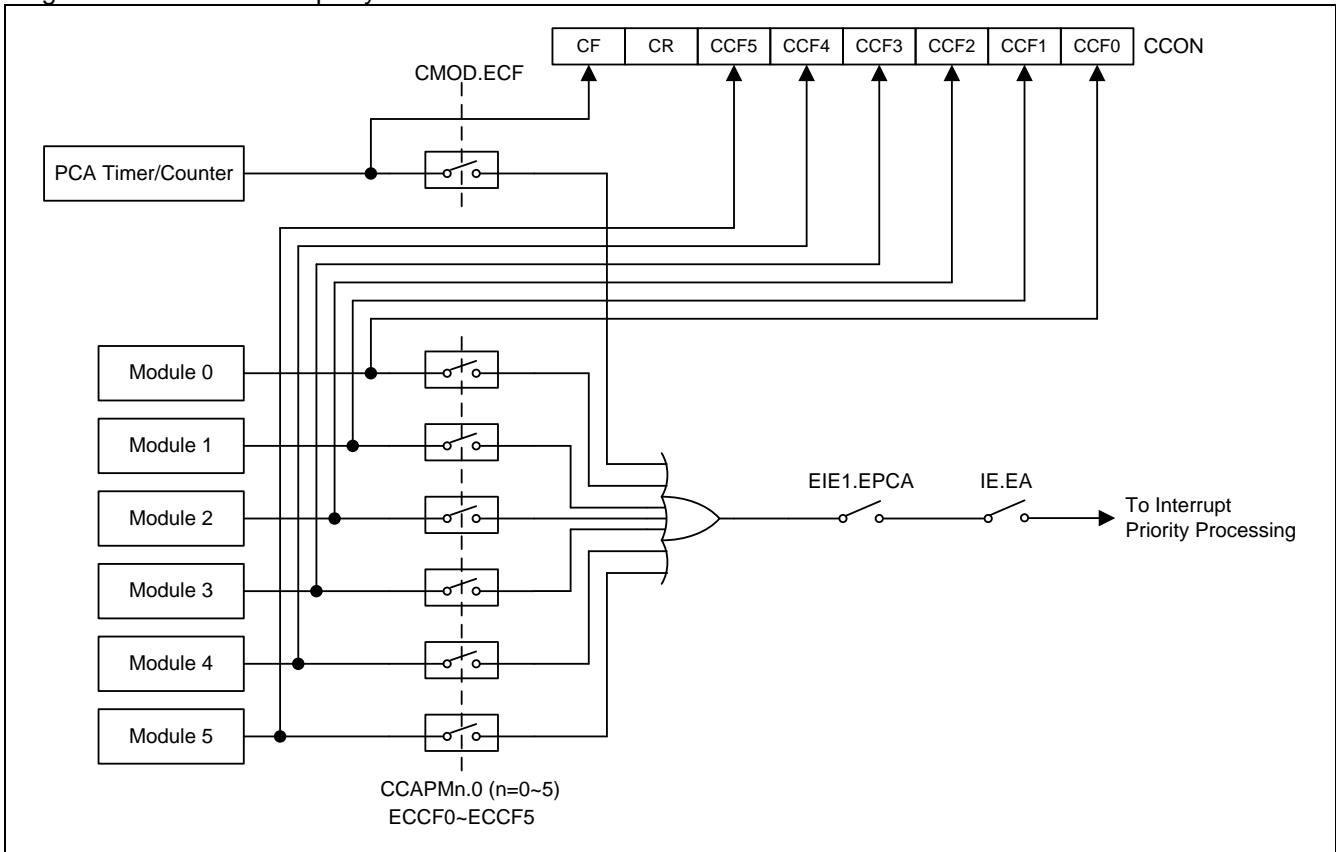 CF CR CCF5 CCF4 CCF3 CCF2 CCF1 CCF0 CCON
CMOD.ECF
PCA Timer/Counter
Module 0
Module 1
Module 2
Module 3
Module 4
Module 5
EIE1.EPCA IE.EA
To Interrupt
Priority Processing
CCAPMn.0 (n=0~5)
ECCF0~ECCF5